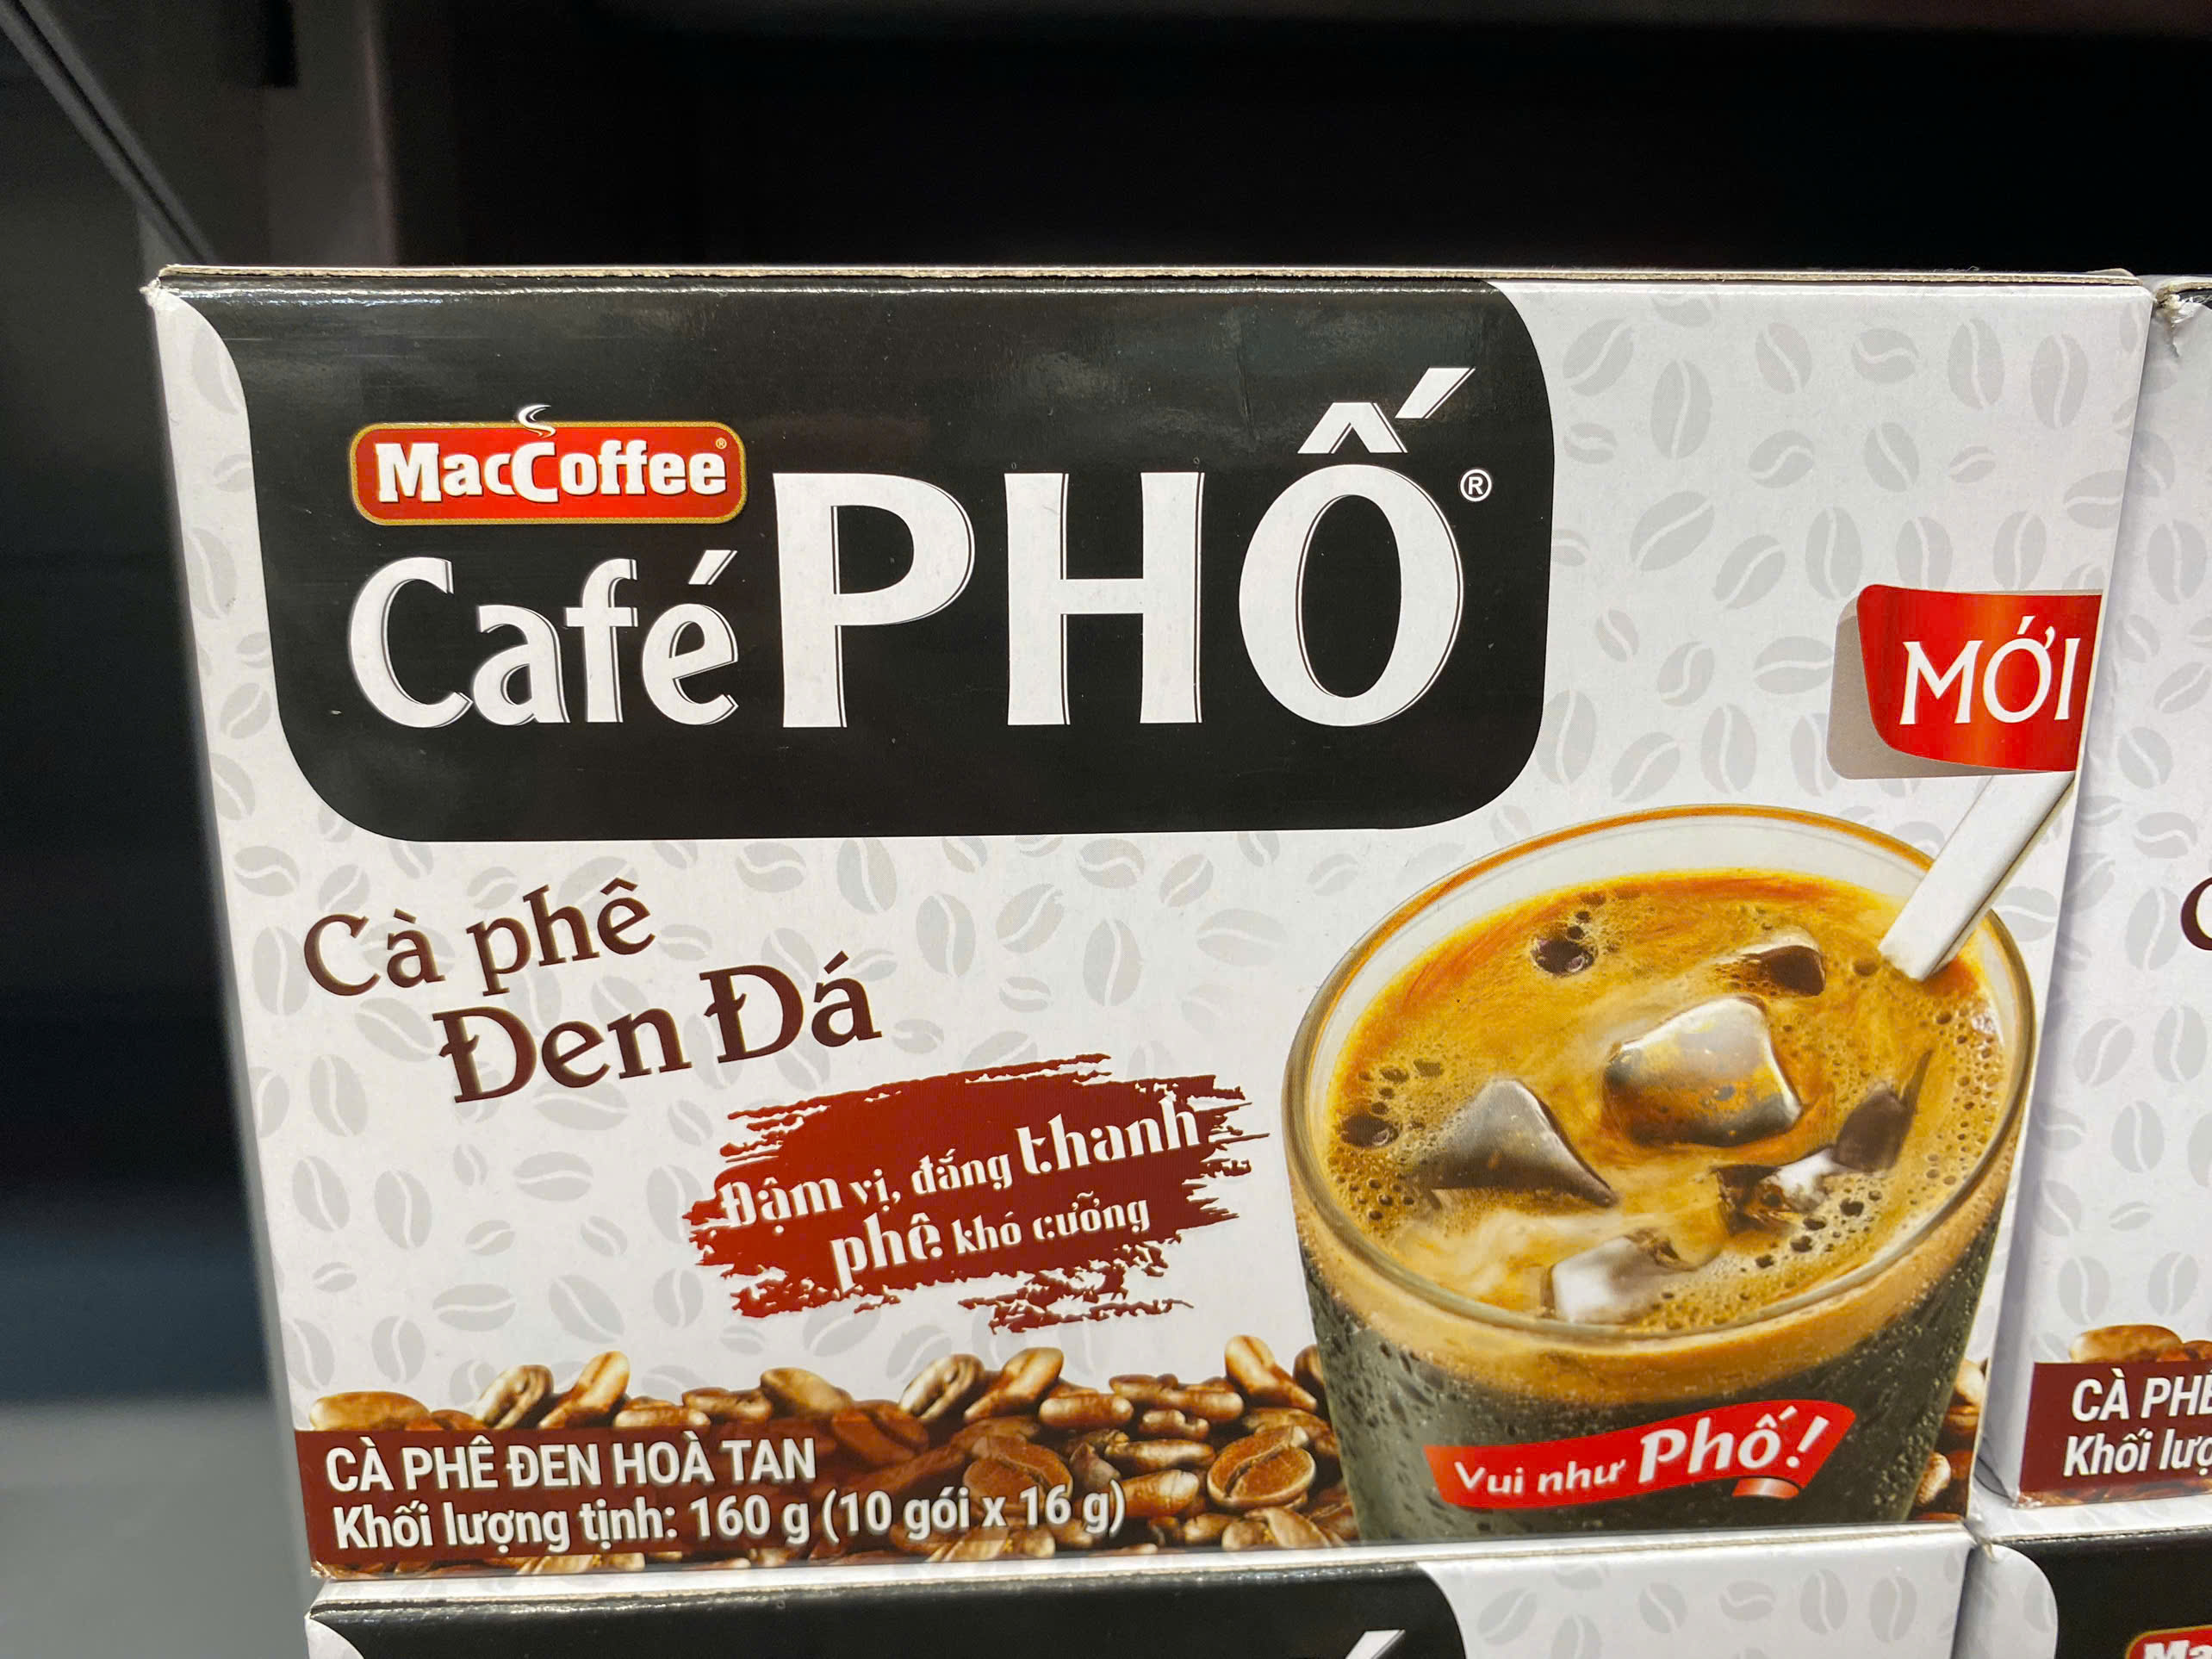 MacCoffee®
Café PHỐ®
MỚI
Cà phê
Đen Đá
Đậm vị, đắng thanh
phê khó cưỡng
Vui như Phố!
CÀ PHÊ ĐEN HOÀ TAN
Khối lượng tịnh: 160 g (10 gói x 16 g)
CÀ PHÊ
Khối